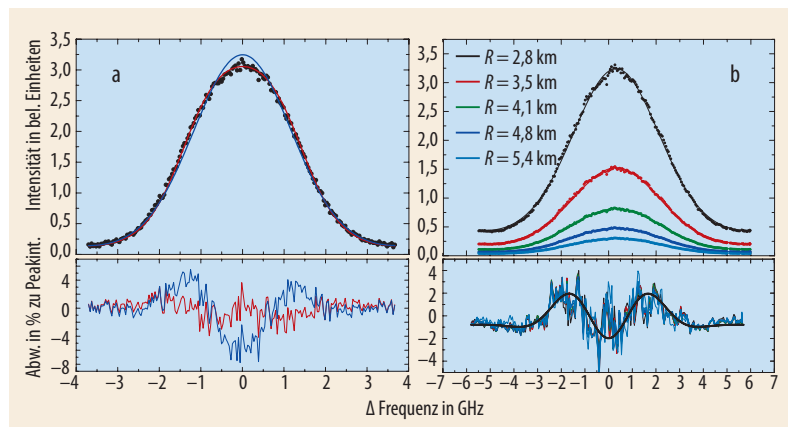 Intensität in bel. Einheiten
3,5
3,0
2,5
2,0
1,5
1,0
0,5
0,0
a
3,5
3,0
2,5
2,0
1,5
1,0
0,5
0,0
R = 2,8 km
R = 3,5 km
R = 4,1 km
R = 4,8 km
R = 5,4 km
b
Abw. in % zu Peakint.
4
0
−4
−8
4
2
0
−2
−4
−4 −3 −2 −1 0 1 2 3 4
−7 −6 −5 −4 −3 −2 −1 0 1 2 3 4 5 6 7
Δ Frequenz in GHz